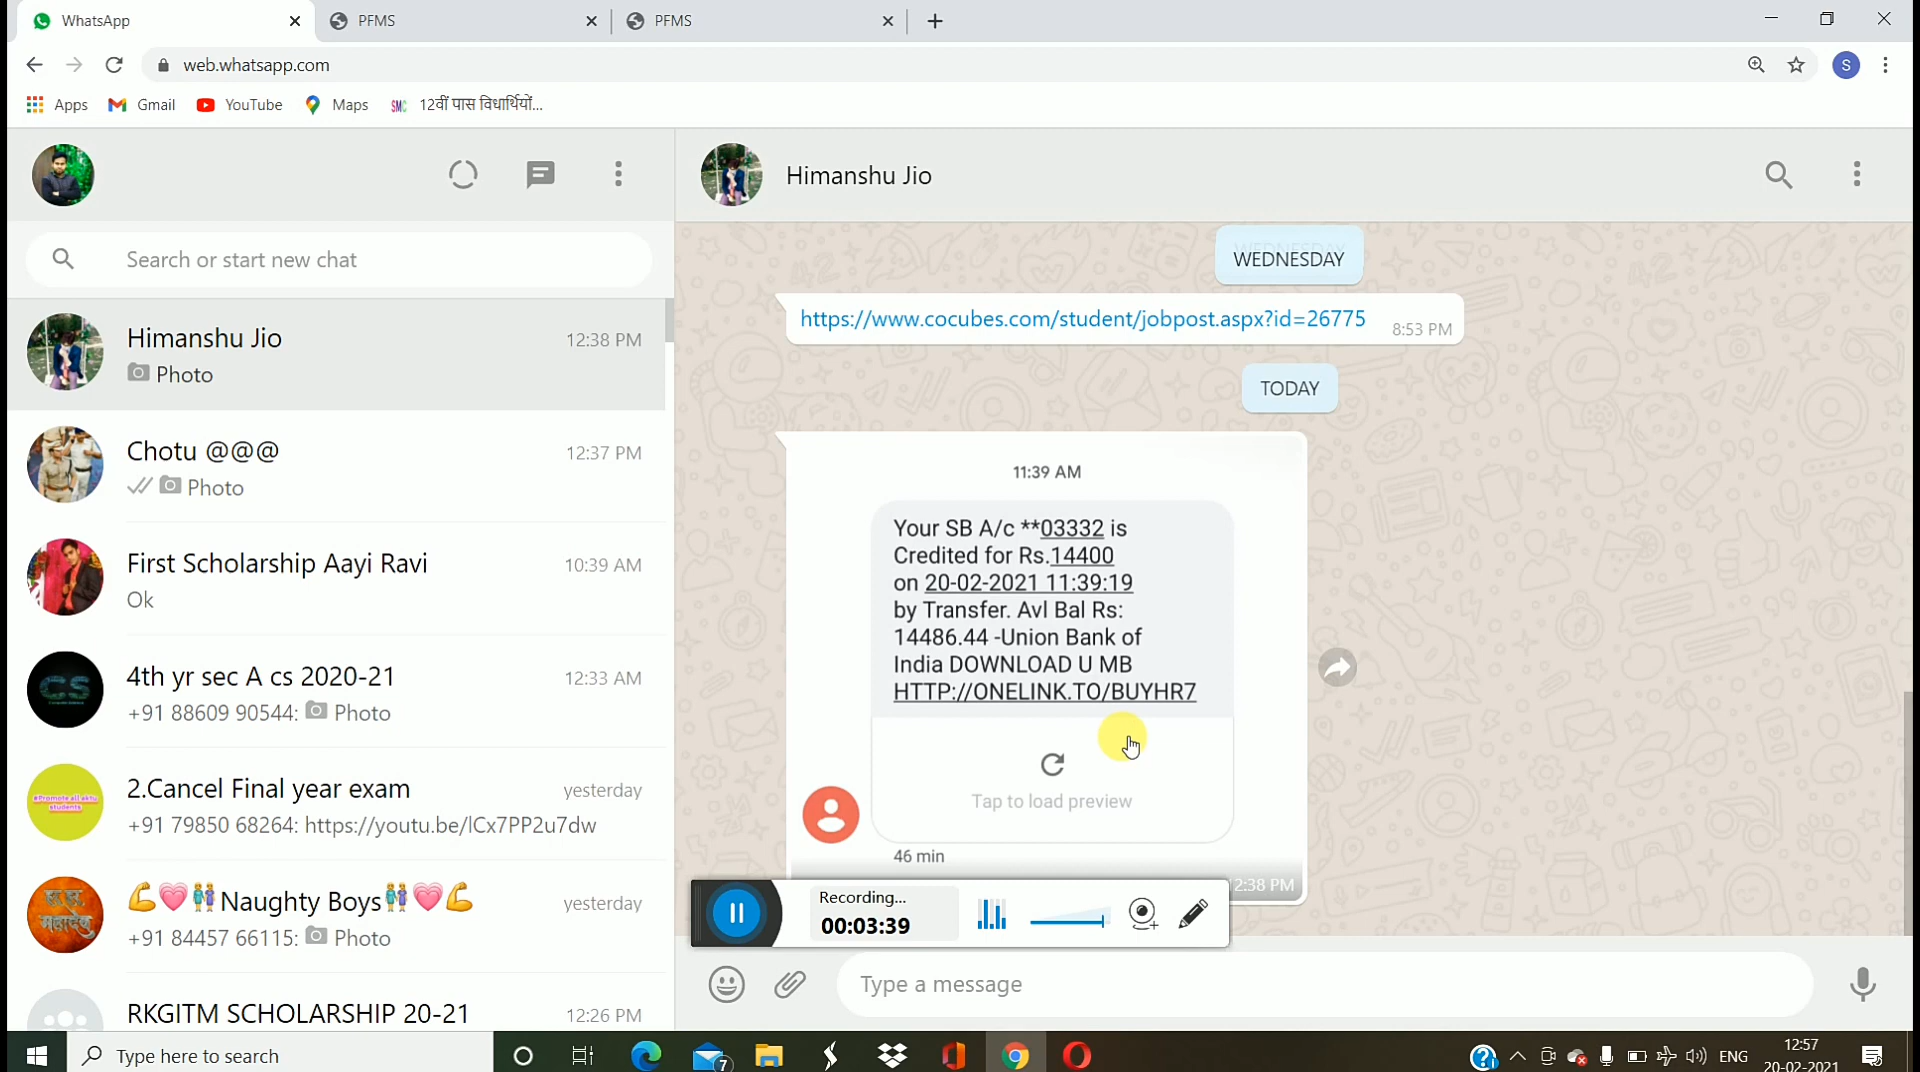 WhatsApp
PFMS
PFMS
web.whatsapp.com
S
Apps
Gmail
YouTube
Maps
SMC 12वीं पास विधार्थियों...
Himanshu Jio
Search or start new chat
Himanshu Jio 12:38 PM
Photo
Chotu @@@ 12:37 PM
Photo
First Scholarship Aayi Ravi 10:39 AM
Ok
4th yr sec A cs 2020-21 12:33 AM
+91 88609 90544: Photo
CS
2.Cancel Final year exam yesterday
+91 79850 68264: https://youtu.be/lCx7PP2u7dw
#Promote all aktu
students
💪💗👬Naughty Boys👬💗💪 yesterday
+91 84457 66115: Photo
RKGITM SCHOLARSHIP 20-21 12:26 PM
WEDNESDAY
https://www.cocubes.com/student/jobpost.aspx?id=26775 8:53 PM
TODAY
11:39 AM
Your SB A/c **03332 is
Credited for Rs.14400
on 20-02-2021 11:39:19
by Transfer. Avl Bal Rs:
14486.44 -Union Bank of
India DOWNLOAD U MB
HTTP://ONELINK.TO/BUYHR7
Tap to load preview
46 min
2:38 PM
Recording...
00:03:39
Type a message
Type here to search
7
ENG
12:57
20-02-2021